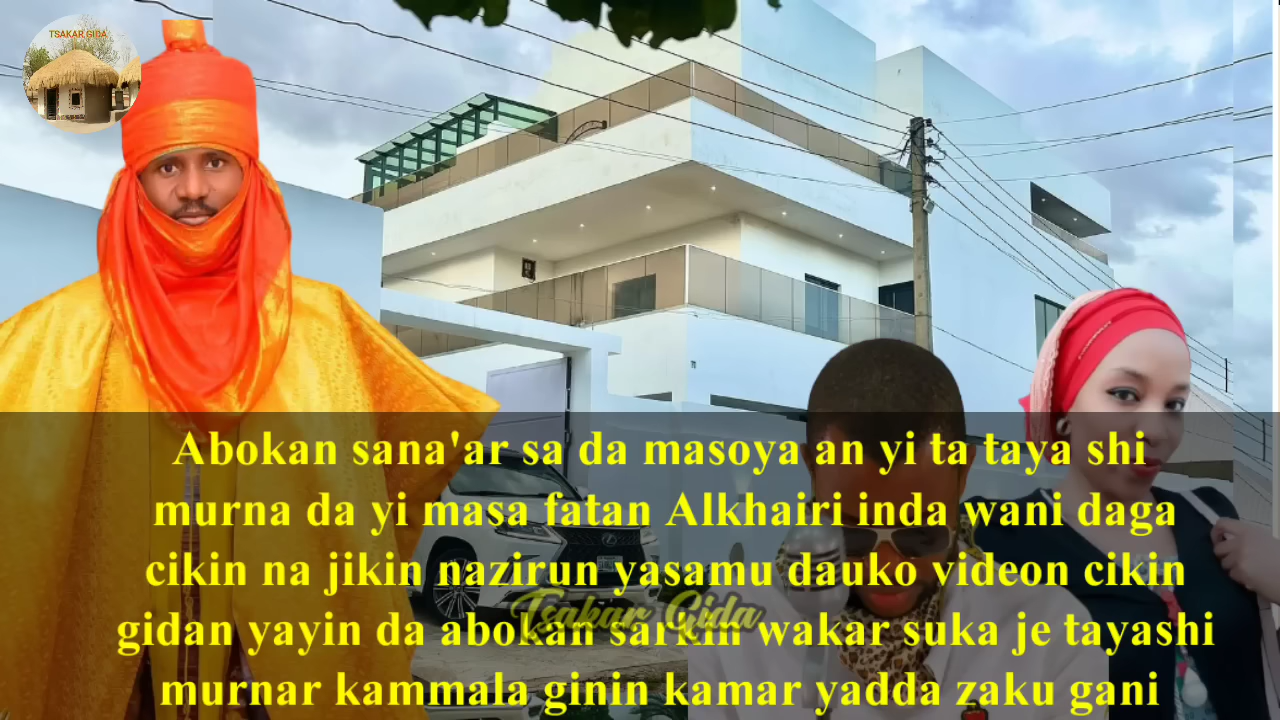 TSAKAR GIDA
Abokan sana'ar sa da masoya an yi ta taya shi
murna da yi masa fatan Alkhairi inda wani daga
cikin na jikin nazirun yasamu dauko videon cikin
Tsakar Gida
gidan yayin da abokan sarkin wakar suka je tayashi
murnar kammala ginin kamar yadda zaku gani